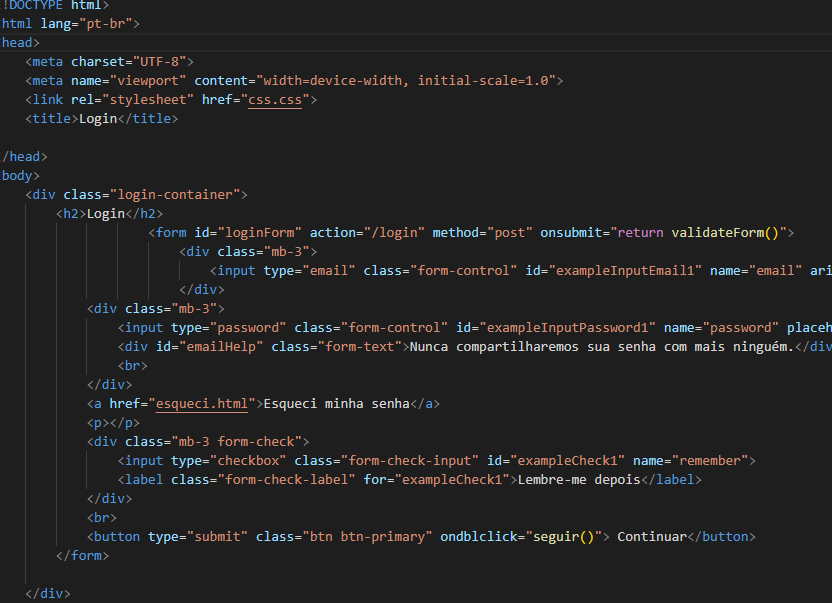 !DOCTYPE html>
html lang="pt-br">
head>
<meta charset="UTF-8">
<meta name="viewport" content="width=device-width, initial-scale=1.0">
<link rel="stylesheet" href="css.css">
<title>Login</title>
/head>
body>
<div class="login-container">
<h2>Login</h2>
<form id="loginForm" action="/login" method="post" onsubmit="return validateForm()">
<div class="mb-3">
<input type="email" class="form-control" id="exampleInputEmail1" name="email" ari
</div>
<div class="mb-3">
<input type="password" class="form-control" id="exampleInputPassword1" name="password" placeh
<div id="emailHelp" class="form-text">Nunca compartilharemos sua senha com mais ninguém.</div
<br>
</div>
<a href="esqueci.html">Esqueci minha senha</a>
<p></p>
<div class="mb-3 form-check">
<input type="checkbox" class="form-check-input" id="exampleCheck1" name="remember">
<label class="form-check-label" for="exampleCheck1">Lembre-me depois</label>
</div>
<br>
<button type="submit" class="btn btn-primary" ondblclick="seguir()"> Continuar</button>
</form>
</div>